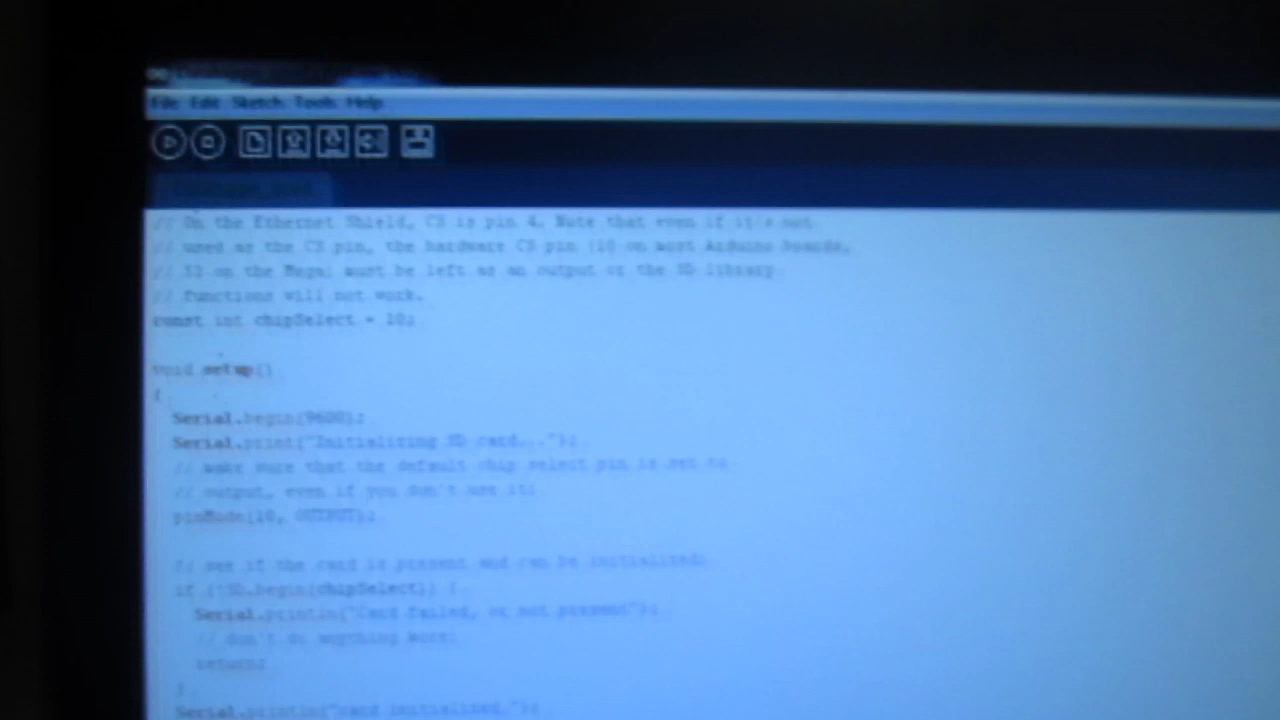 File Edit Sketch Tools Help
// On the Ethernet Shield, CS is pin 4. Note that even if it's not
// used as the CS pin, the hardware CS pin (10 on most Arduino boards,
// 53 on the Mega) must be left as an output or the SD library
// functions will not work.
const int chipSelect = 10;
void setup()
{
Serial.begin(9600);
Serial.print("Initializing SD card...");
// make sure that the default chip select pin is set to
// output, even if you don't use it:
pinMode(10, OUTPUT);
// see if the card is present and can be initialized:
if (!SD.begin(chipSelect)) {
Serial.println("Card failed, or not present");
// don't do anything more:
return;
}
Serial.println("card initialized.");